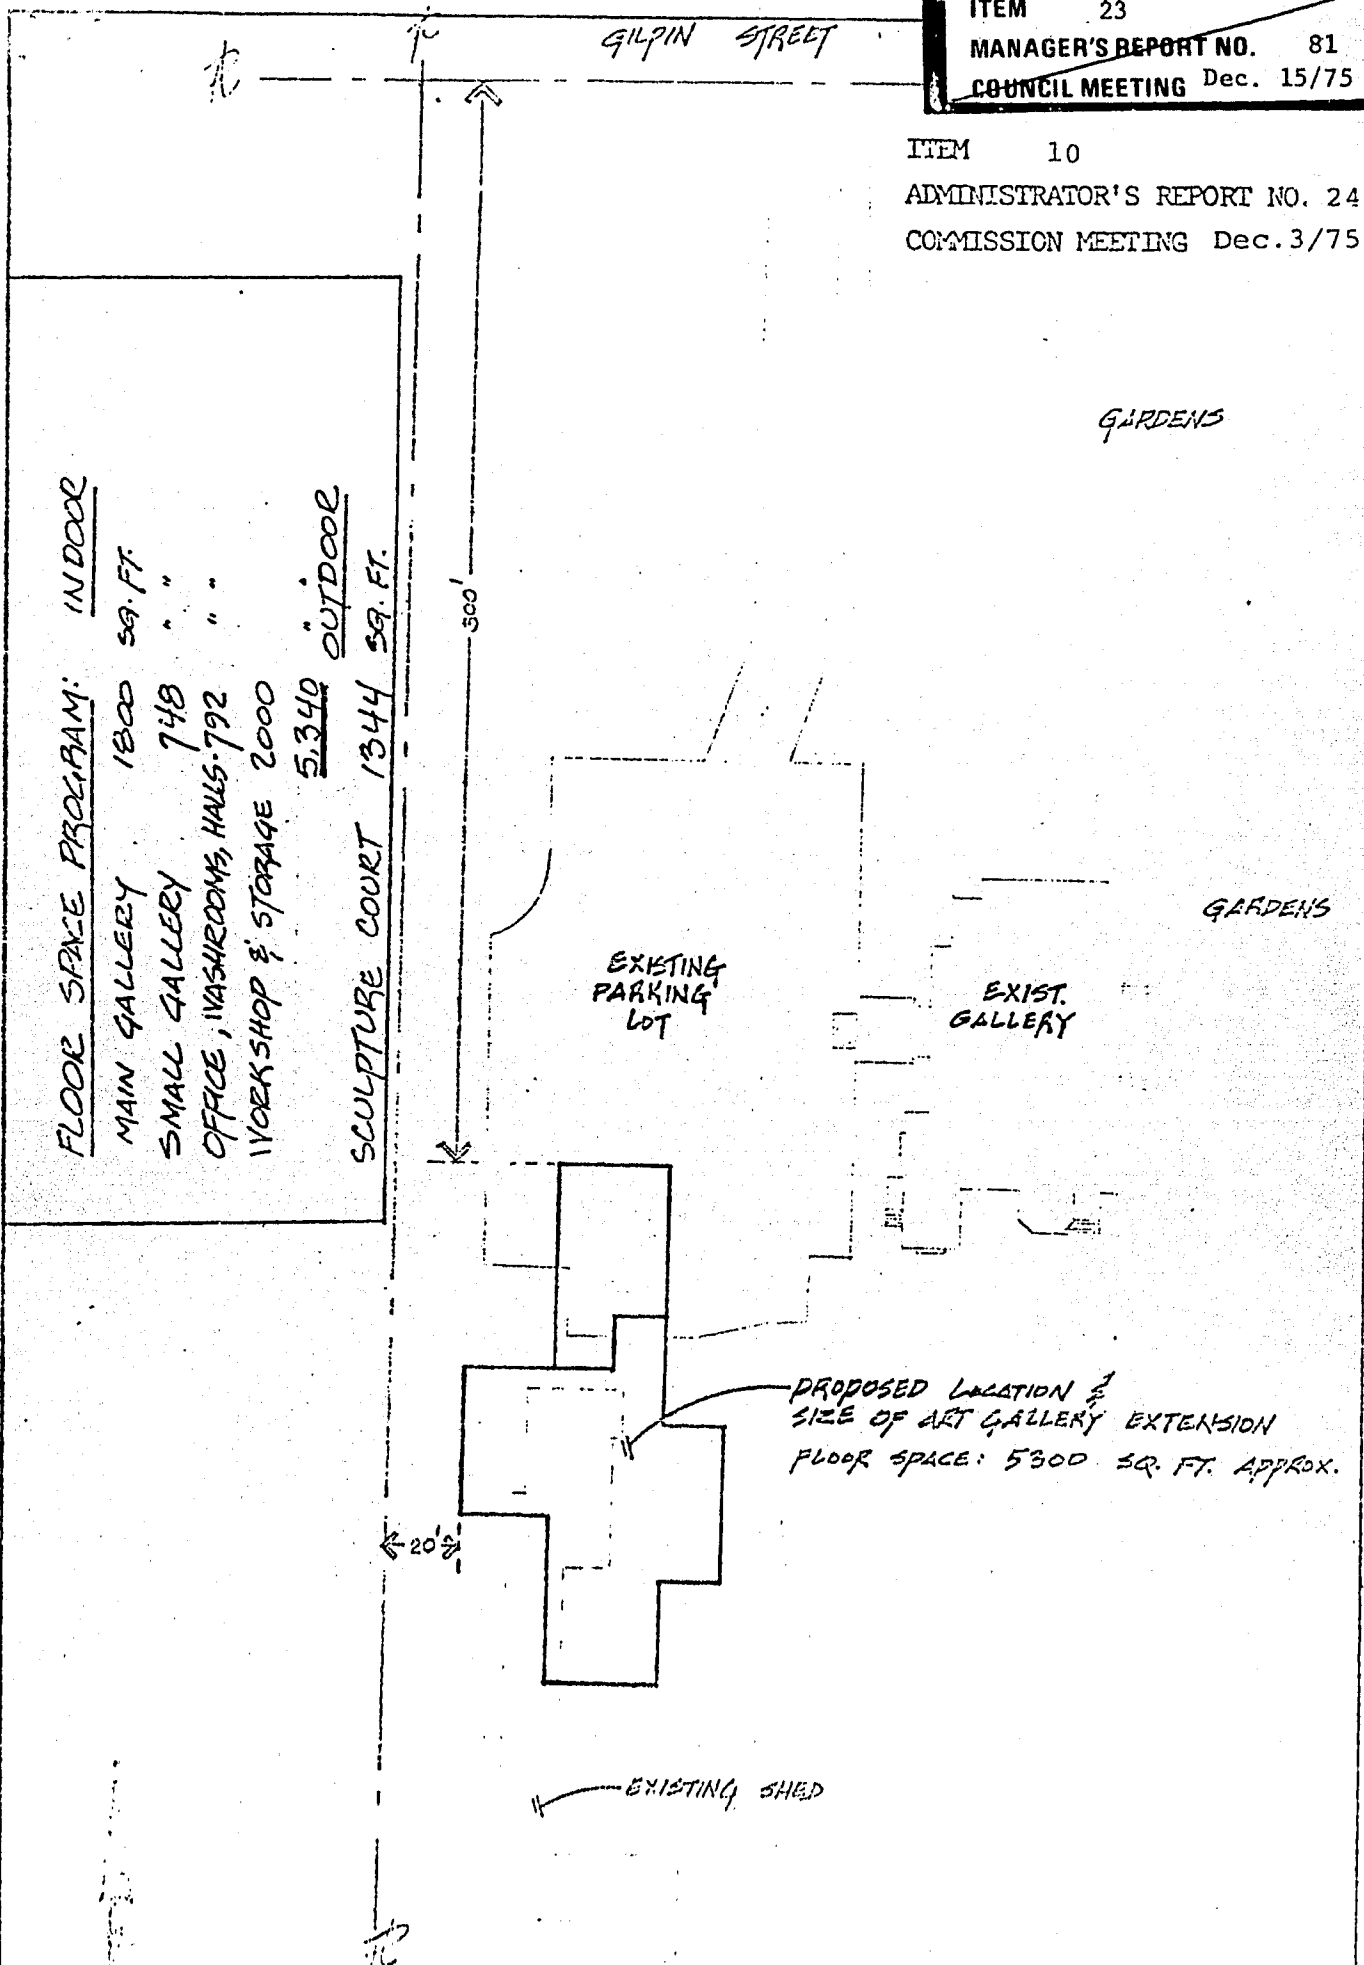 ITEM 23
MANAGER'S REPORT NO. 81
COUNCIL MEETING Dec. 15/75
ITEM 10
ADMINISTRATOR'S REPORT NO. 24
COMMISSION MEETING Dec.3/75
GILPIN STREET
GARDENS
FLOOR SPACE PROGRAM: INDOOR
MAIN GALLERY 1800 SQ.FT.
SMALL GALLERY 748 " "
OFFICE, WASHROOMS, HALLS-792 " "
WORKSHOP & STORAGE 2000
5,340 " "
OUTDOOR
SCULPTURE COURT 1344 SQ.FT.
300'
GARDENS
EXISTING
PARKING
LOT
EXIST.
GALLERY
PROPOSED LOCATION &
SIZE OF ART GALLERY EXTENSION
FLOOR SPACE: 5300 SQ. FT. APPROX.
20'
EXISTING SHED